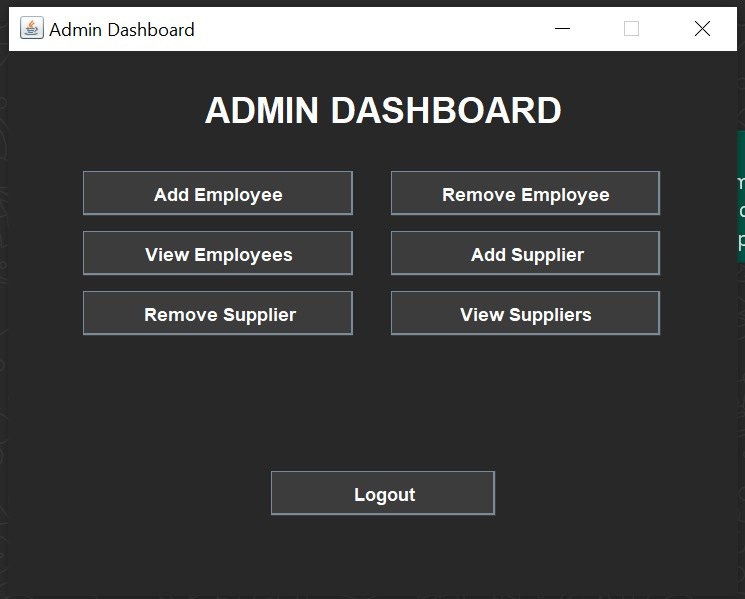 Admin Dashboard
ADMIN DASHBOARD
Add Employee
Remove Employee
View Employees
Add Supplier
Remove Supplier
View Suppliers
Logout